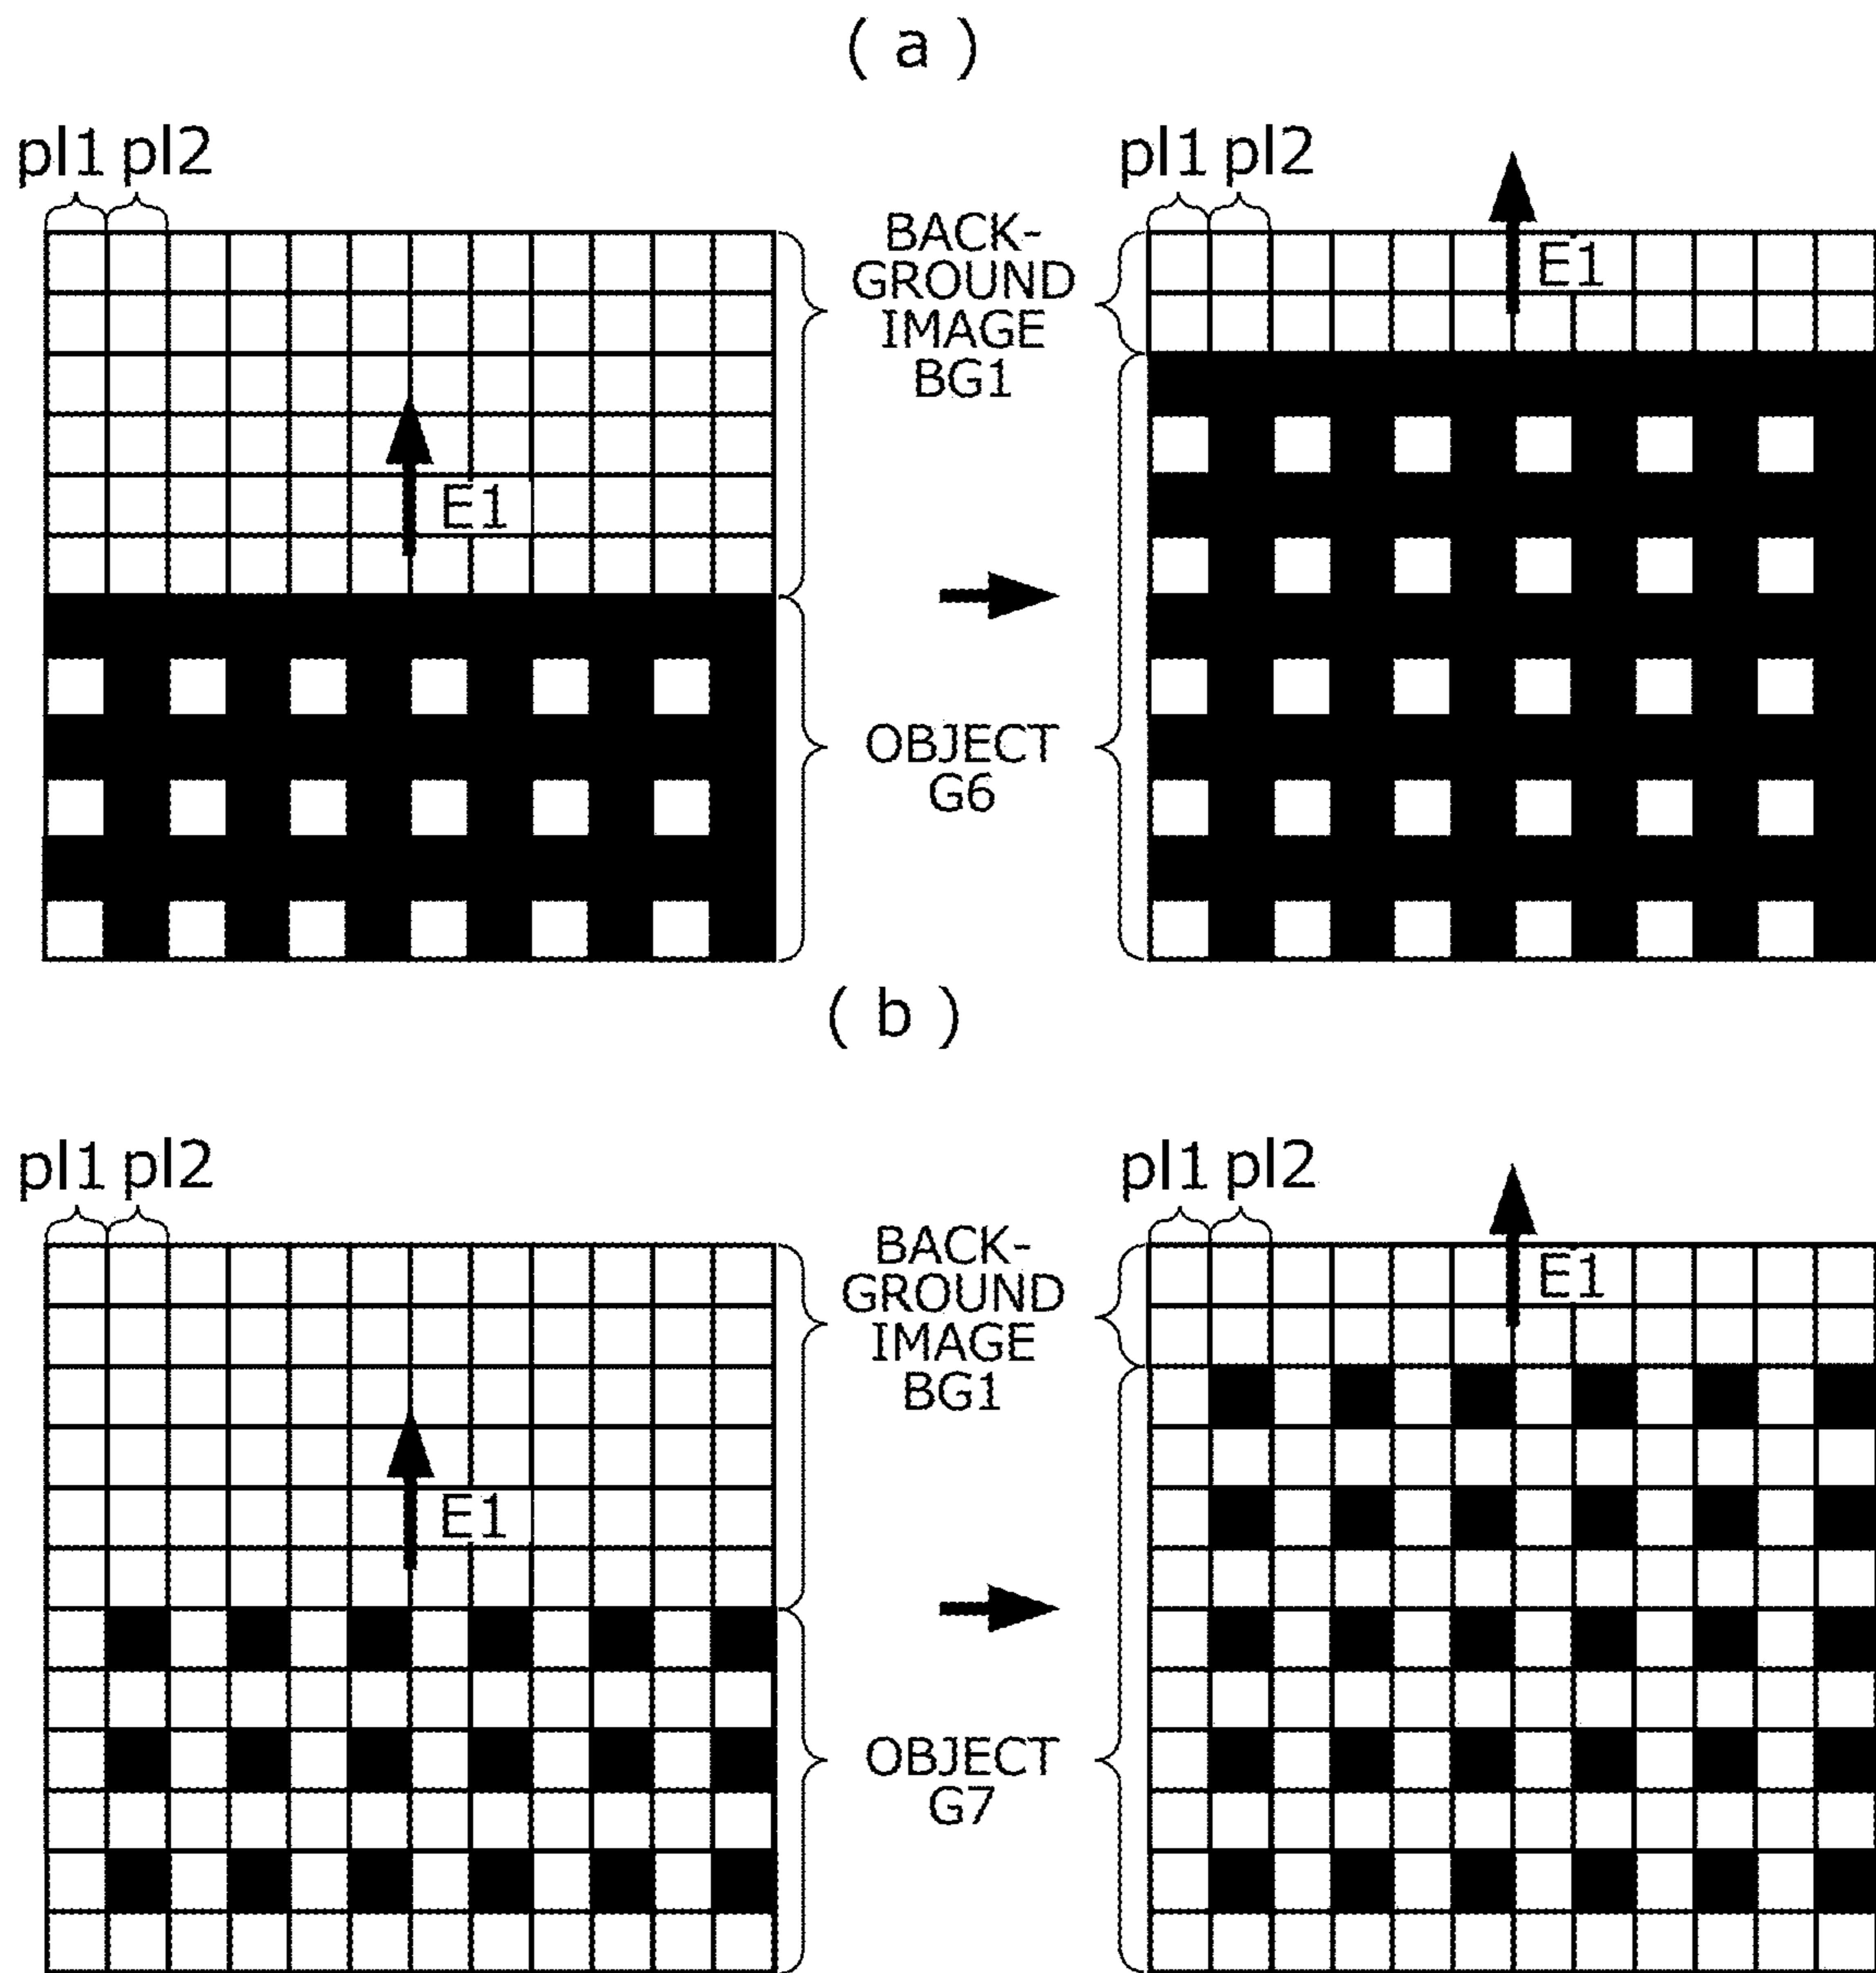 ( a )
pl1 pl2
pl1 pl2
BACK-
GROUND
IMAGE
BG1
E1
E1
OBJECT
G6
( b )
pl1 pl2
pl1 pl2
BACK-
GROUND
IMAGE
BG1
E1
E1
OBJECT
G7